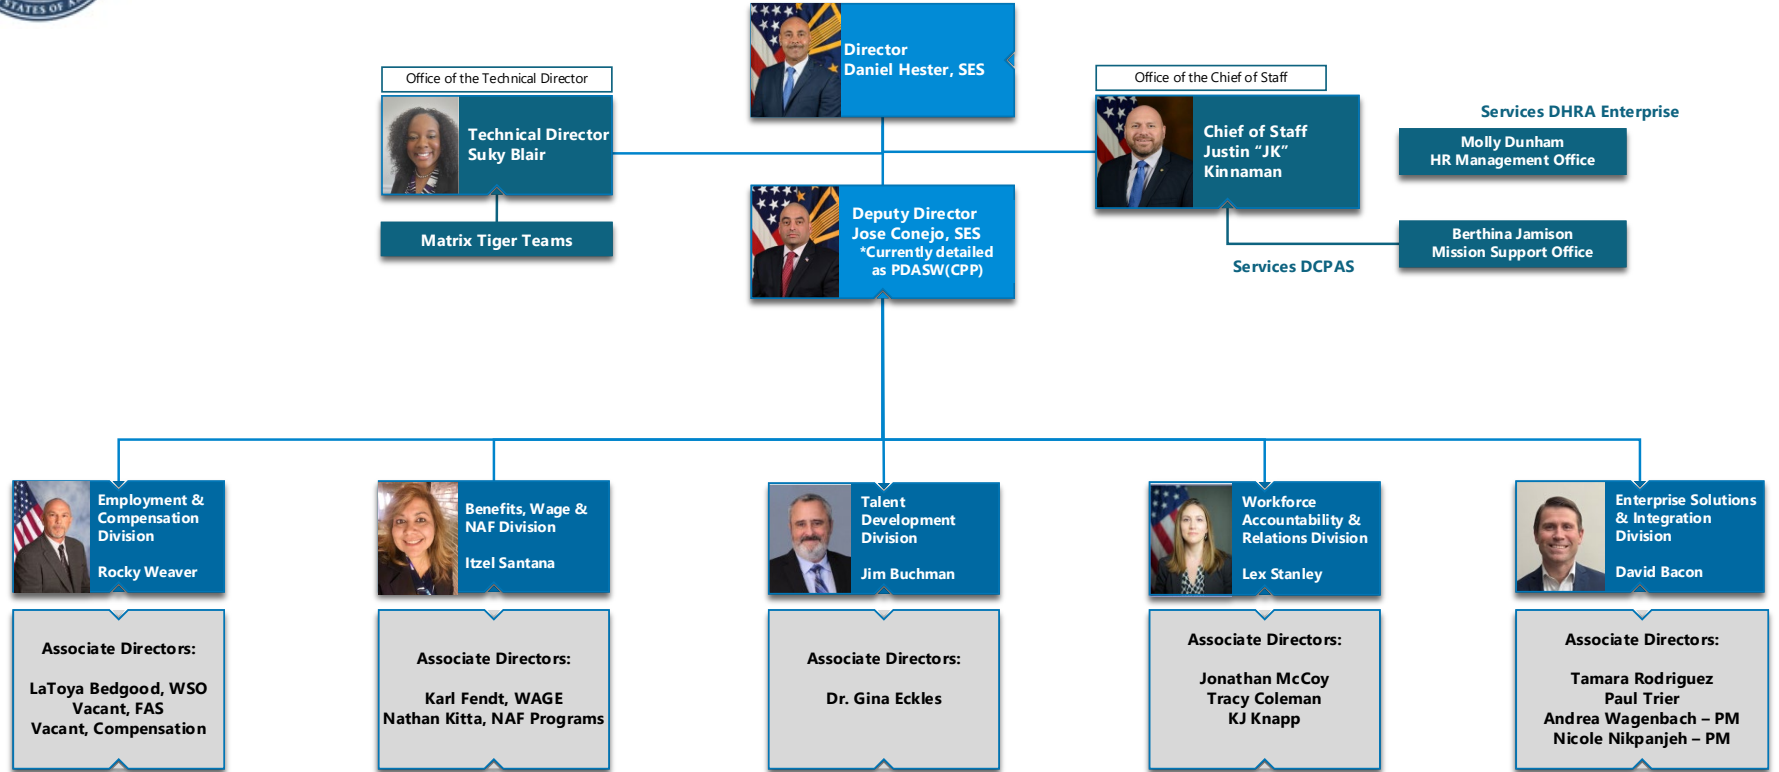 STATES OF A
Director
Daniel Hester, SES
Office of the Technical Director
Technical Director
Suky Blair
Matrix Tiger Teams
Office of the Chief of Staff
Chief of Staff
Justin “JK”
Kinnaman
Services DHRA Enterprise
Molly Dunham
HR Management Office
Berthina Jamison
Mission Support Office
Services DCPAS
Deputy Director
Jose Conejo, SES
*Currently detailed
as PDASW(CPP)
Employment &
Compensation
Division
Rocky Weaver
Benefits, Wage &
NAF Division
Itzel Santana
Talent
Development
Division
Jim Buchman
Workforce
Accountability &
Relations Division
Lex Stanley
Enterprise Solutions
& Integration
Division
David Bacon
Associate Directors:
LaToya Bedgood, WSO
Vacant, FAS
Vacant, Compensation
Associate Directors:
Karl Fendt, WAGE
Nathan Kitta, NAF Programs
Associate Directors:
Dr. Gina Eckles
Associate Directors:
Jonathan McCoy
Tracy Coleman
KJ Knapp
Associate Directors:
Tamara Rodriguez
Paul Trier
Andrea Wagenbach – PM
Nicole Nikpanjeh – PM